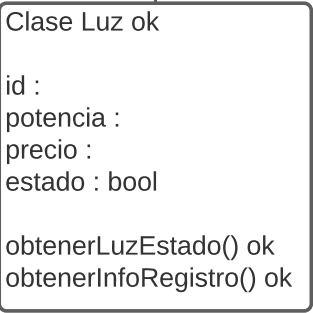 Clase Luz ok
id :
potencia :
precio :
estado : bool
obtenerLuzEstado() ok
obtenerInfoRegistro() ok